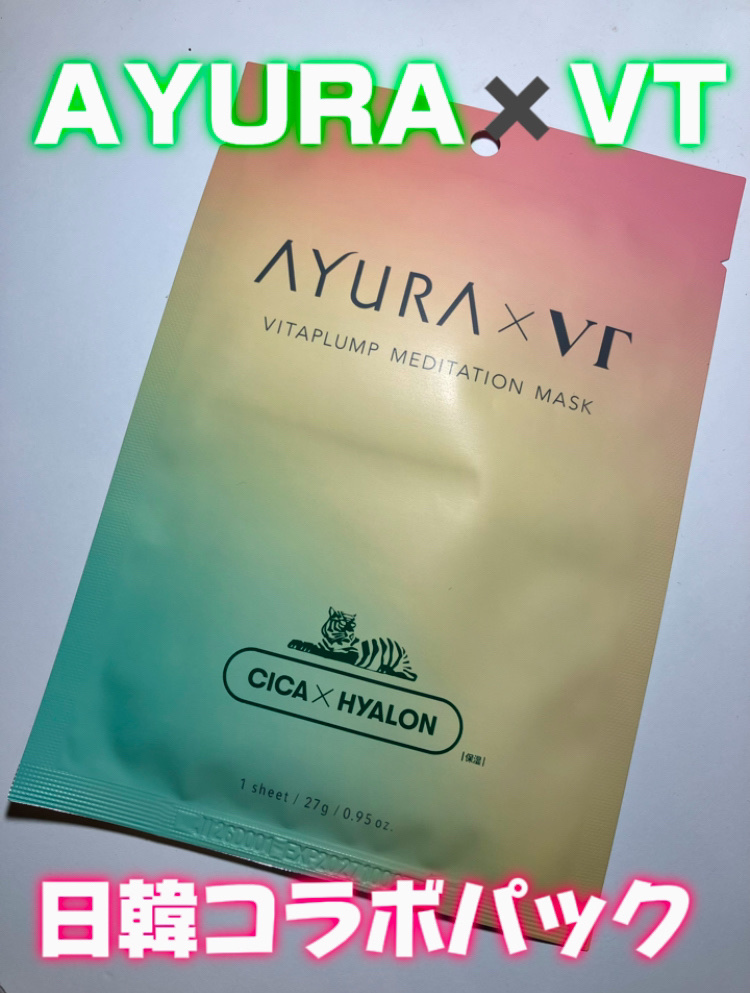 AYURA✖VT
AYURA×VT
VITAPLUMP MEDITATION MASK
CICA×HYALON
|保湿|
1 sheet / 27g / 0.95 oz.
日韓コラボパック